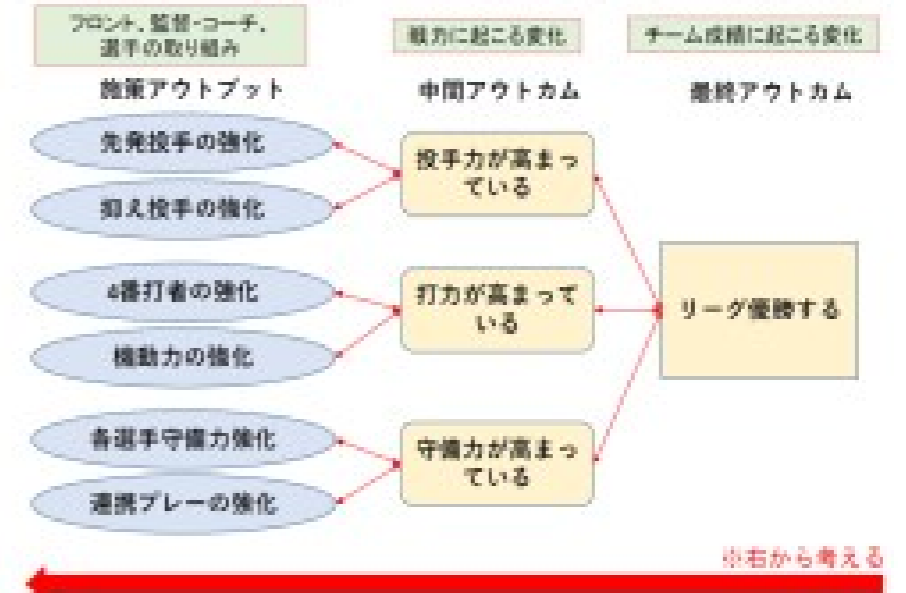 フロント、監督・コーチ、
選手の取り組み
戦力に起こる変化
チーム成績に起こる変化
施策アウトプット
中間アウトカム
最終アウトカム
先発投手の強化
抑え投手の強化
4番打者の強化
機動力の強化
各選手守備力強化
連携プレーの強化
投手力が高まっ
ている
打力が高まって
いる
守備力が高まっ
ている
リーグ優勝する
※右から考える